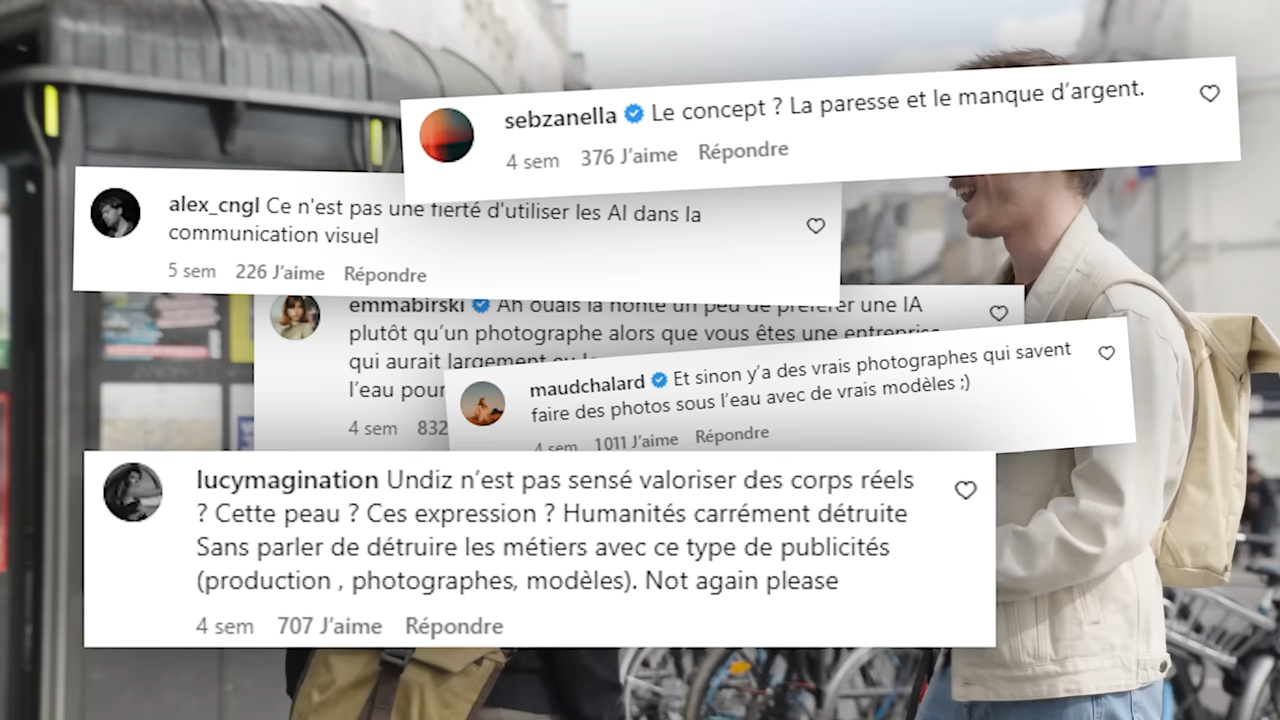 sebzanella Le concept ? La paresse et le manque d'argent.
4 sem 376 J'aime Répondre
alex_cngl Ce n'est pas une fierté d'utiliser les AI dans la
communication visuel
5 sem 226 J'aime Répondre
emmabirski Ah ouais la honte un peu de préférer une IA
plutôt qu'un photographe alors que vous êtes une entreprise
qui aurait largement
l'eau pour
4 sem 832
maudchalard Et sinon y'a des vrais photographes qui savent
faire des photos sous l'eau avec de vrais modèles ;)
4 sem 1011 J'aime Répondre
lucymagination Undiz n'est pas sensé valoriser des corps réels
? Cette peau ? Ces expression ? Humanités carrément détruite
Sans parler de détruire les métiers avec ce type de publicités
(production , photographes, modèles). Not again please
4 sem 707 J'aime Répondre